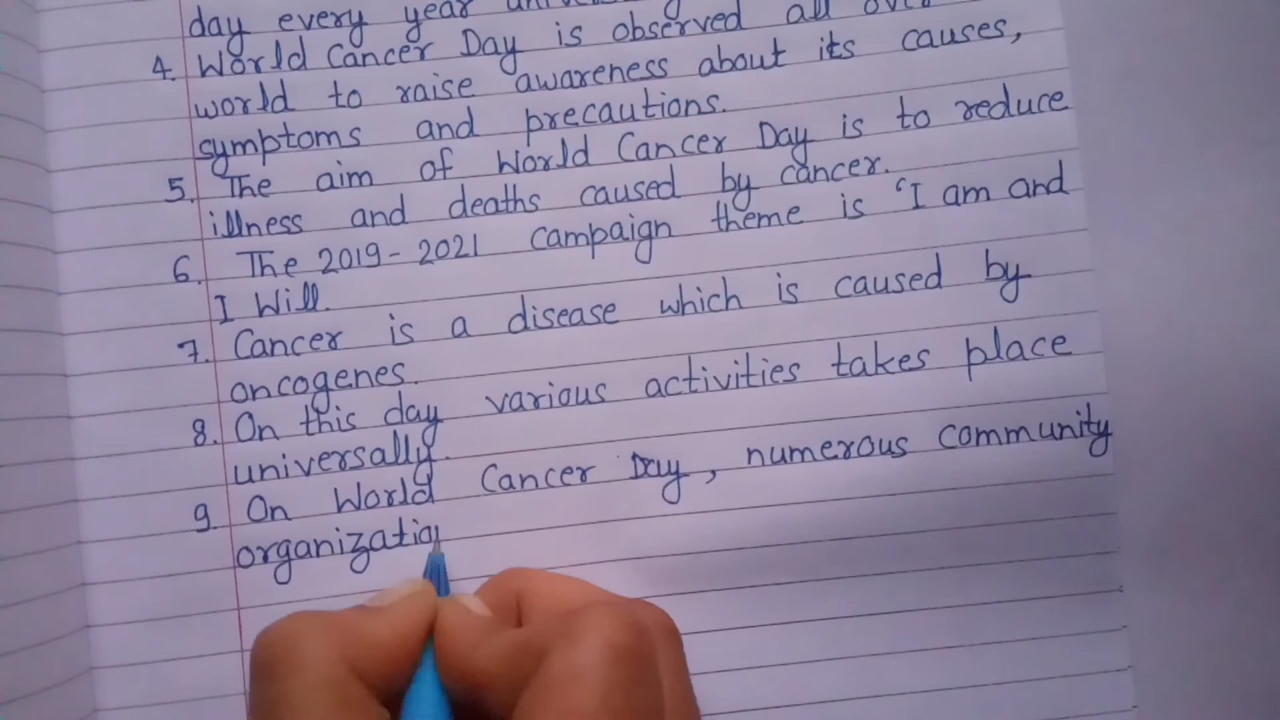 day every year
4. World Cancer Day is observed all over
world to raise awareness about its causes,
symptoms and precautions.
5. The aim of World Cancer Day is to reduce
illness and deaths caused by cancer.
6. The 2019-2021 campaign theme is 'I am and
I Will.
7. Cancer is a disease which is caused by
oncogenes.
8. On this day various activities takes place
universally.
9. On World Cancer Day, numerous community
organizatio